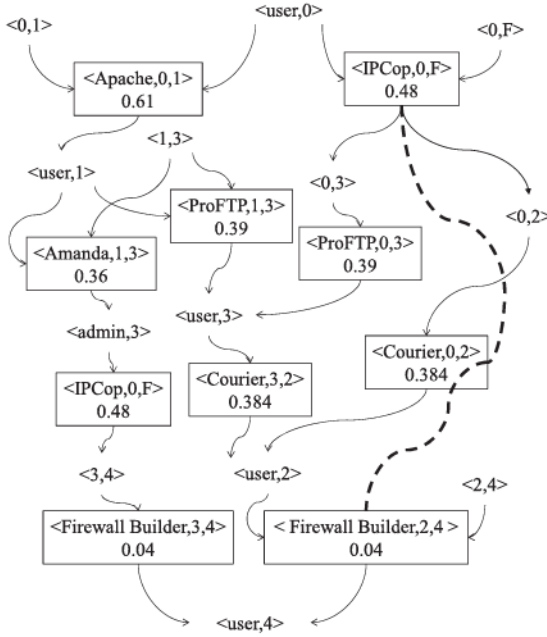 <user,0>
<0,1>
<0,F>
<Apache,0,1>
0.61
<IPCop,0,F>
0.48
<1,3>
<user,1>
<0,3>
<ProFTP,1,3>
0.39
<0,2>
<ProFTP,0,3>
0.39
<Amanda,1,3>
0.36
<user,3>
<admin,3>
<Courier,0,2>
0.384
<IPCop,0,F>
0.48
<Courier,3,2>
0.384
<3,4>
<user,2>
<2,4>
<Firewall Builder,3,4>
0.04
< Firewall Builder,2,4 >
0.04
<user,4>